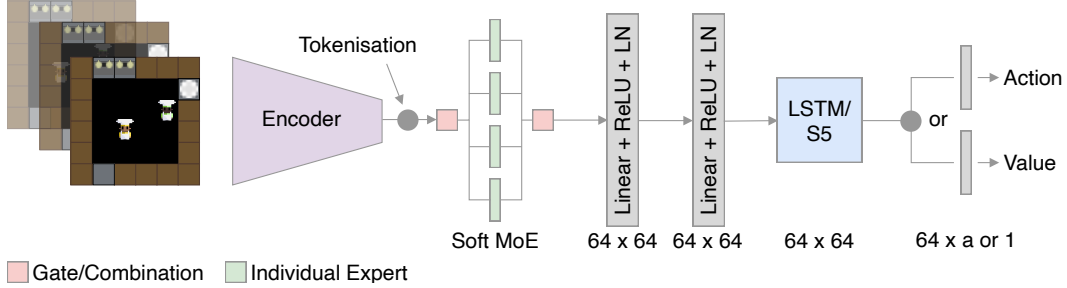 Tokenisation
Encoder
Soft MoE
Linear + ReLU + LN
64 x 64
Linear + ReLU + LN
64 x 64
LSTM/
S5
64 x 64
or
Action
Value
64 x a or 1
Gate/Combination
Individual Expert